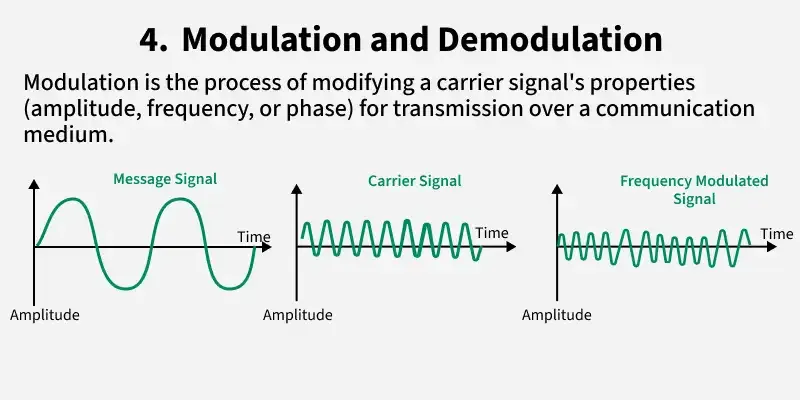 4. Modulation and Demodulation
Modulation is the process of modifying a carrier signal's properties
(amplitude, frequency, or phase) for transmission over a communication
medium.
Message Signal
Time
Amplitude
Carrier Signal
Time
Amplitude
Frequency Modulated
Signal
Time
Amplitude